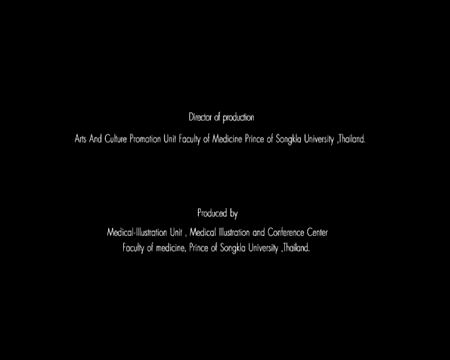 Director of production
Arts And Culture Promotion Unit Faculty of Medicine Prince of Songkla University ,Thailand.
Produced by
Medical-Illustration Unit , Medical Illustration and Conference Center
Faculty of medicine, Prince of Songkla University ,Thailand.